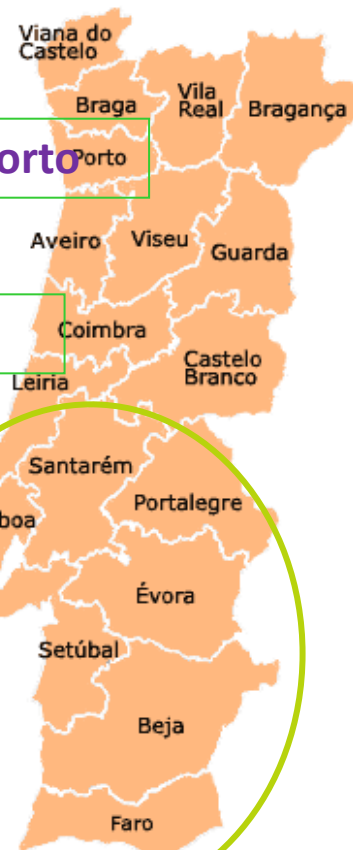 Viana do
Castelo
Braga
Vila
Real
Bragança
orto
Porto
Aveiro
Viseu
Guarda
Coimbra
Castelo
Branco
Leiria
Santarém
Portalegre
boa
Évora
Setúbal
Beja
Faro